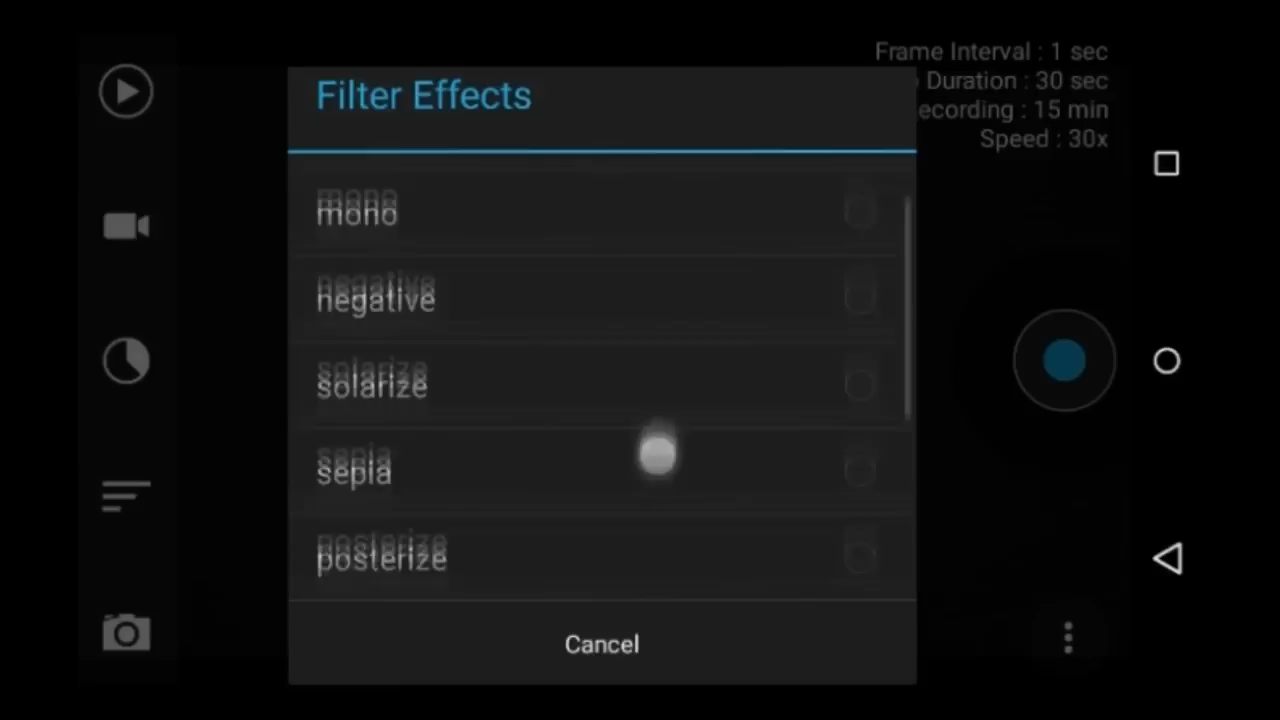 Frame Interval : 1 sec
Duration : 30 sec
ecording : 15 min
Speed : 30x
Filter Effects
mono
negative
solarize
sepia
posterize
Cancel